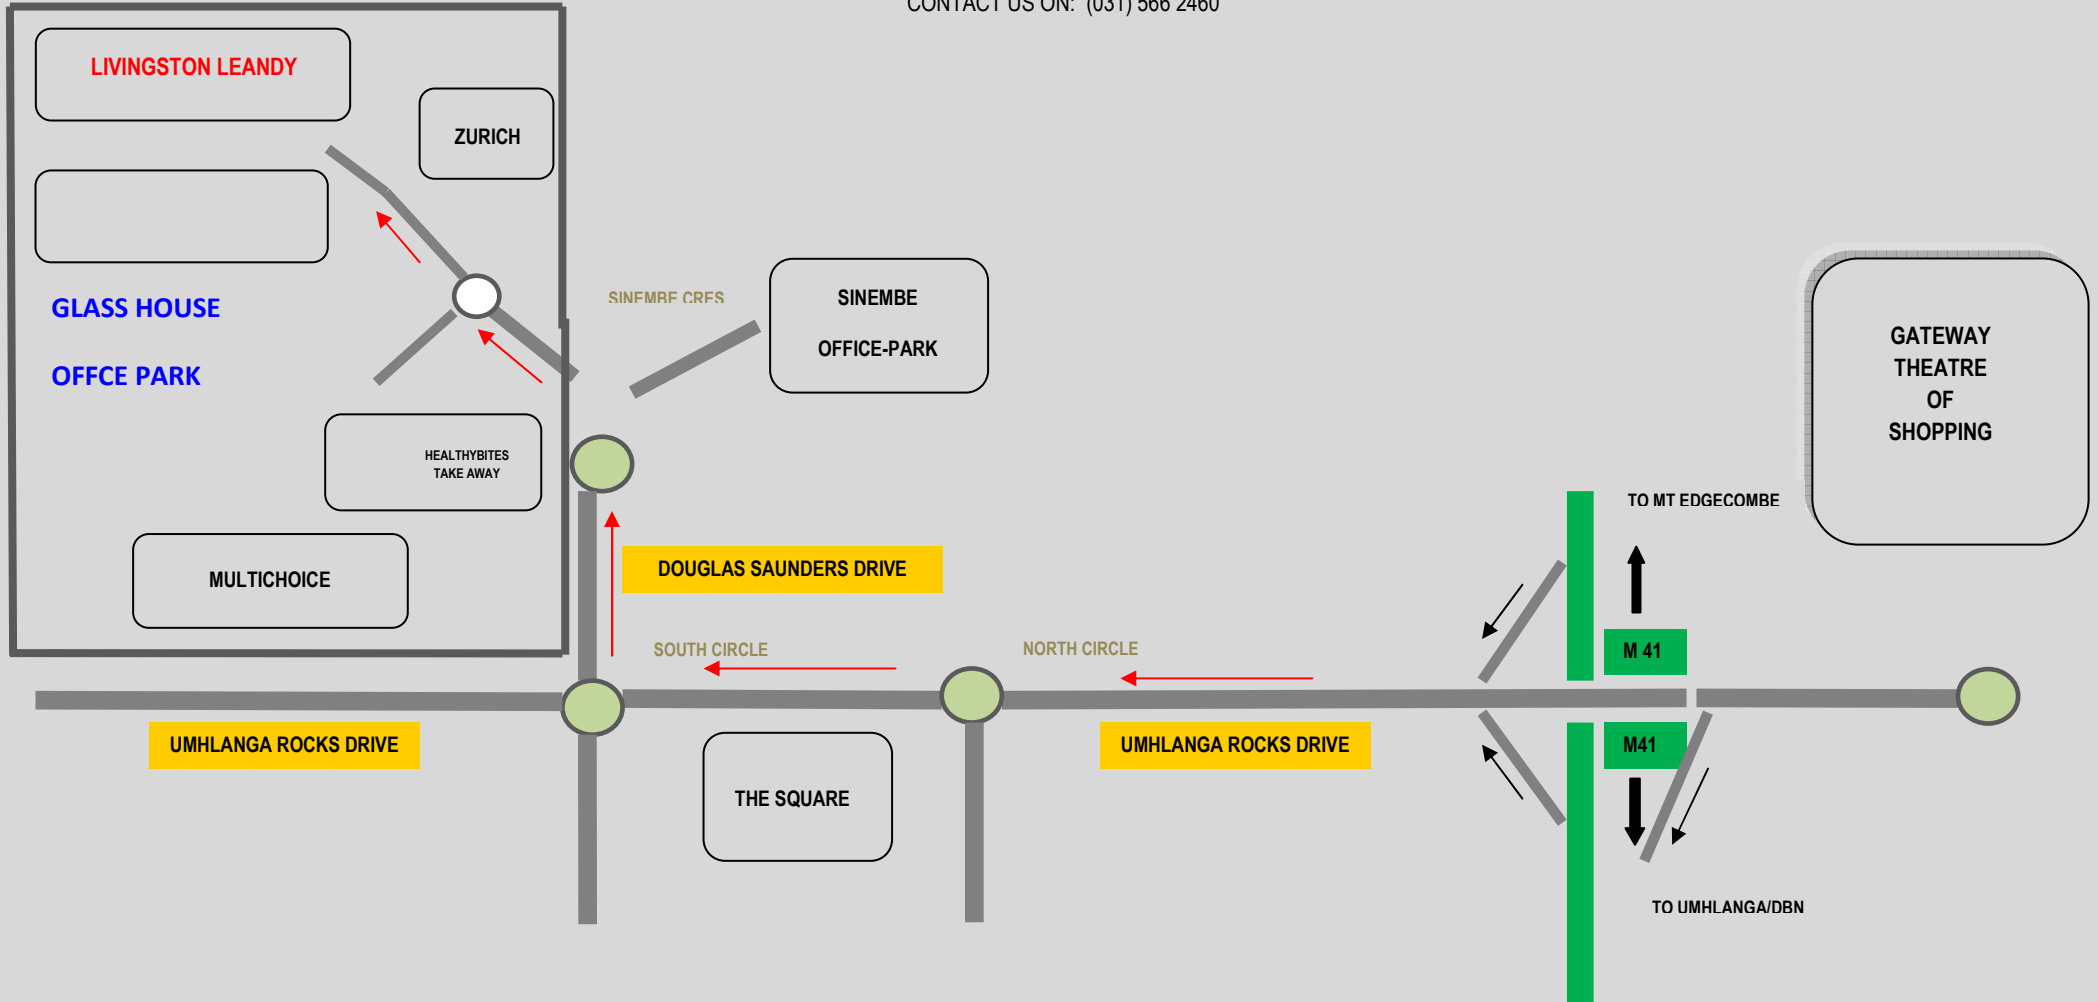 CONTACT US ON: (031) 566 2460
LIVINGSTON LEANDY
ZURICH
GLASS HOUSE
OFFCE PARK
SINEMBE CRES
SINEMBE
OFFICE-PARK
GATEWAY
THEATRE
OF
SHOPPING
HEALTHYBITES
TAKE AWAY
TO MT EDGECOMBE
DOUGLAS SAUNDERS DRIVE
MULTICHOICE
SOUTH CIRCLE
NORTH CIRCLE
M 41
UMHLANGA ROCKS DRIVE
UMHLANGA ROCKS DRIVE
M41
THE SQUARE
TO UMHLANGA/DBN